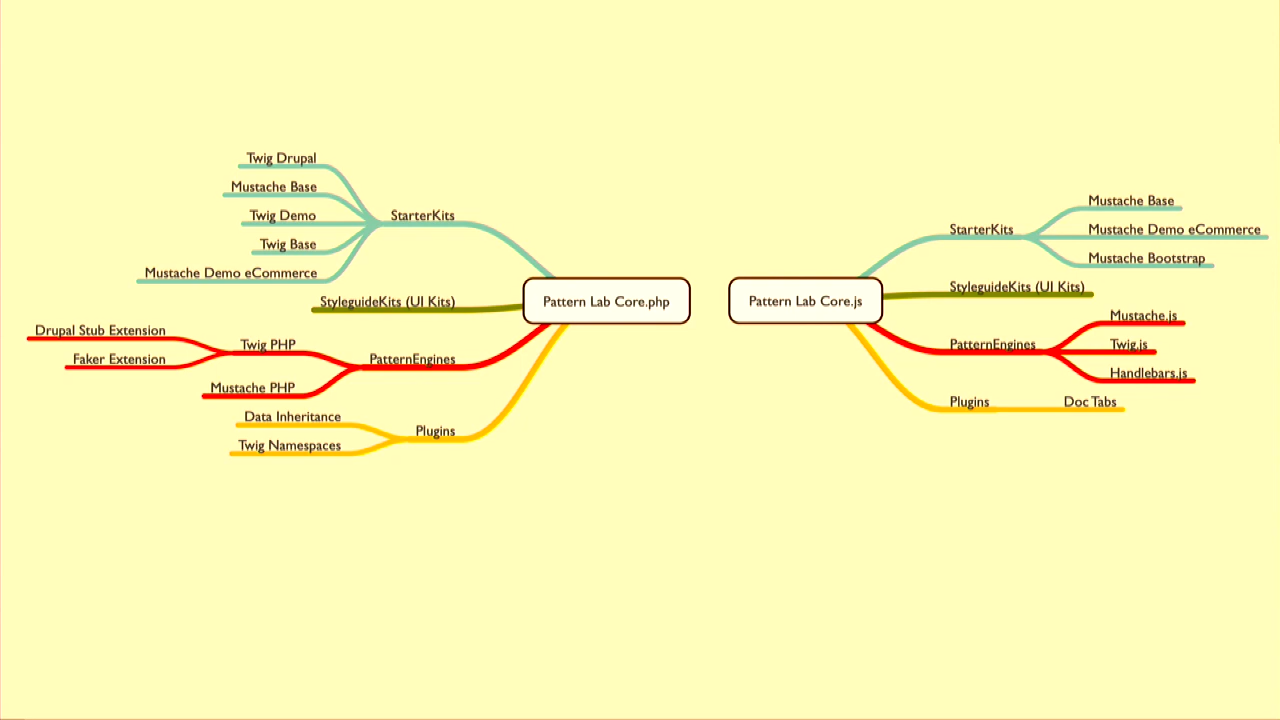 Twig Drupal
Mustache Base
Twig Demo
Twig Base
Mustache Demo eCommerce
StarterKits
StyleguideKits (UI Kits)
Pattern Lab Core.php
Drupal Stub Extension
Faker Extension
Twig PHP
Mustache PHP
PatternEngines
Data Inheritance
Twig Namespaces
Plugins
Pattern Lab Core.js
StarterKits
Mustache Base
Mustache Demo eCommerce
Mustache Bootstrap
StyleguideKits (UI Kits)
PatternEngines
Mustache.js
Twig.js
Handlebars.js
Plugins
Doc Tabs